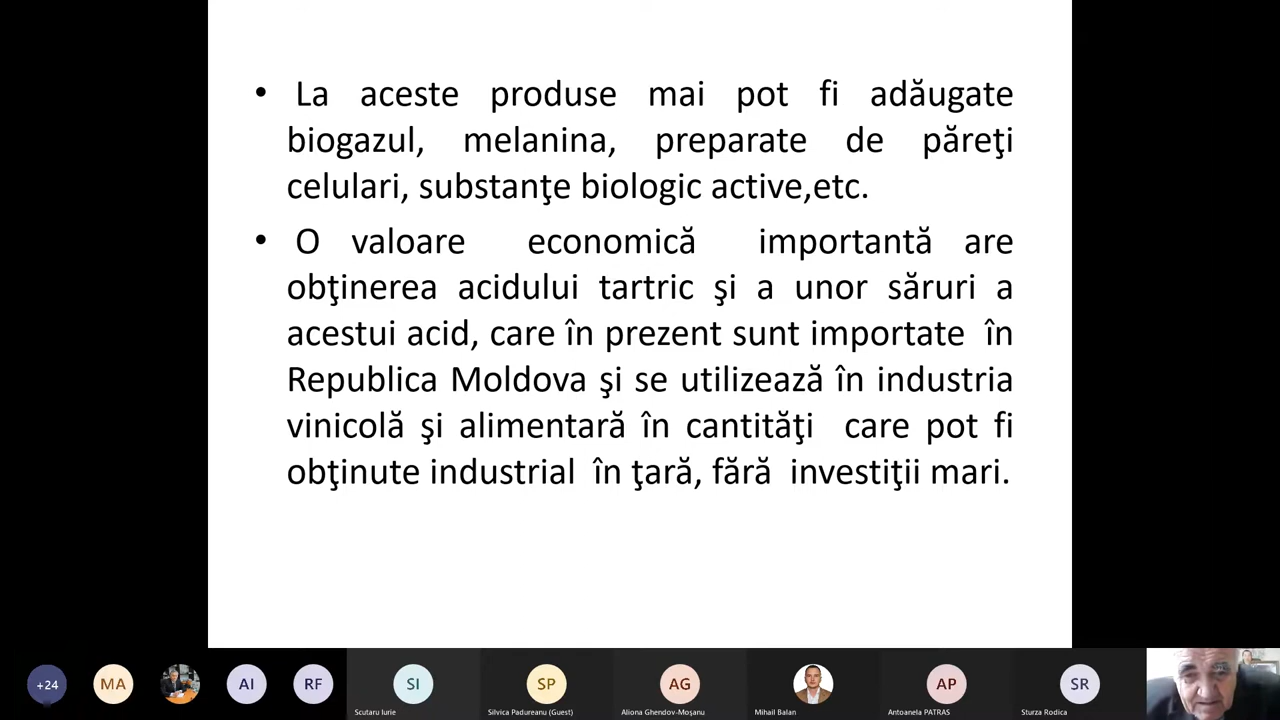 • La aceste produse mai pot fi adăugate
biogazul, melanina, preparate de păreţi
celulari, substanţe biologic active,etc.
• O valoare economică importantă are
obţinerea acidului tartric şi a unor săruri a
acestui acid, care în prezent sunt importate în
Republica Moldova şi se utilizează în industria
vinicolă şi alimentară în cantităţi care pot fi
obţinute industrial în ţară, fără investiţii mari.
+24
MA
AI
RF
SI
SP
AG
AP
SR
Scutaru Iurie
Silvica Padureanu (Guest)
Aliona Ghendov-Moşanu
Mihail Balan
Antoanela PATRAS
Sturza Rodica